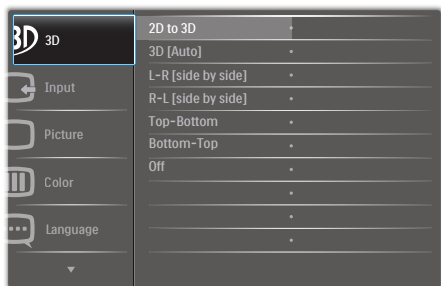 3D 3D
Input
Picture
Color
Language
2D to 3D
3D [Auto]
L-R [side by side]
R-L [side by side]
Top-Bottom
Bottom-Top
Off